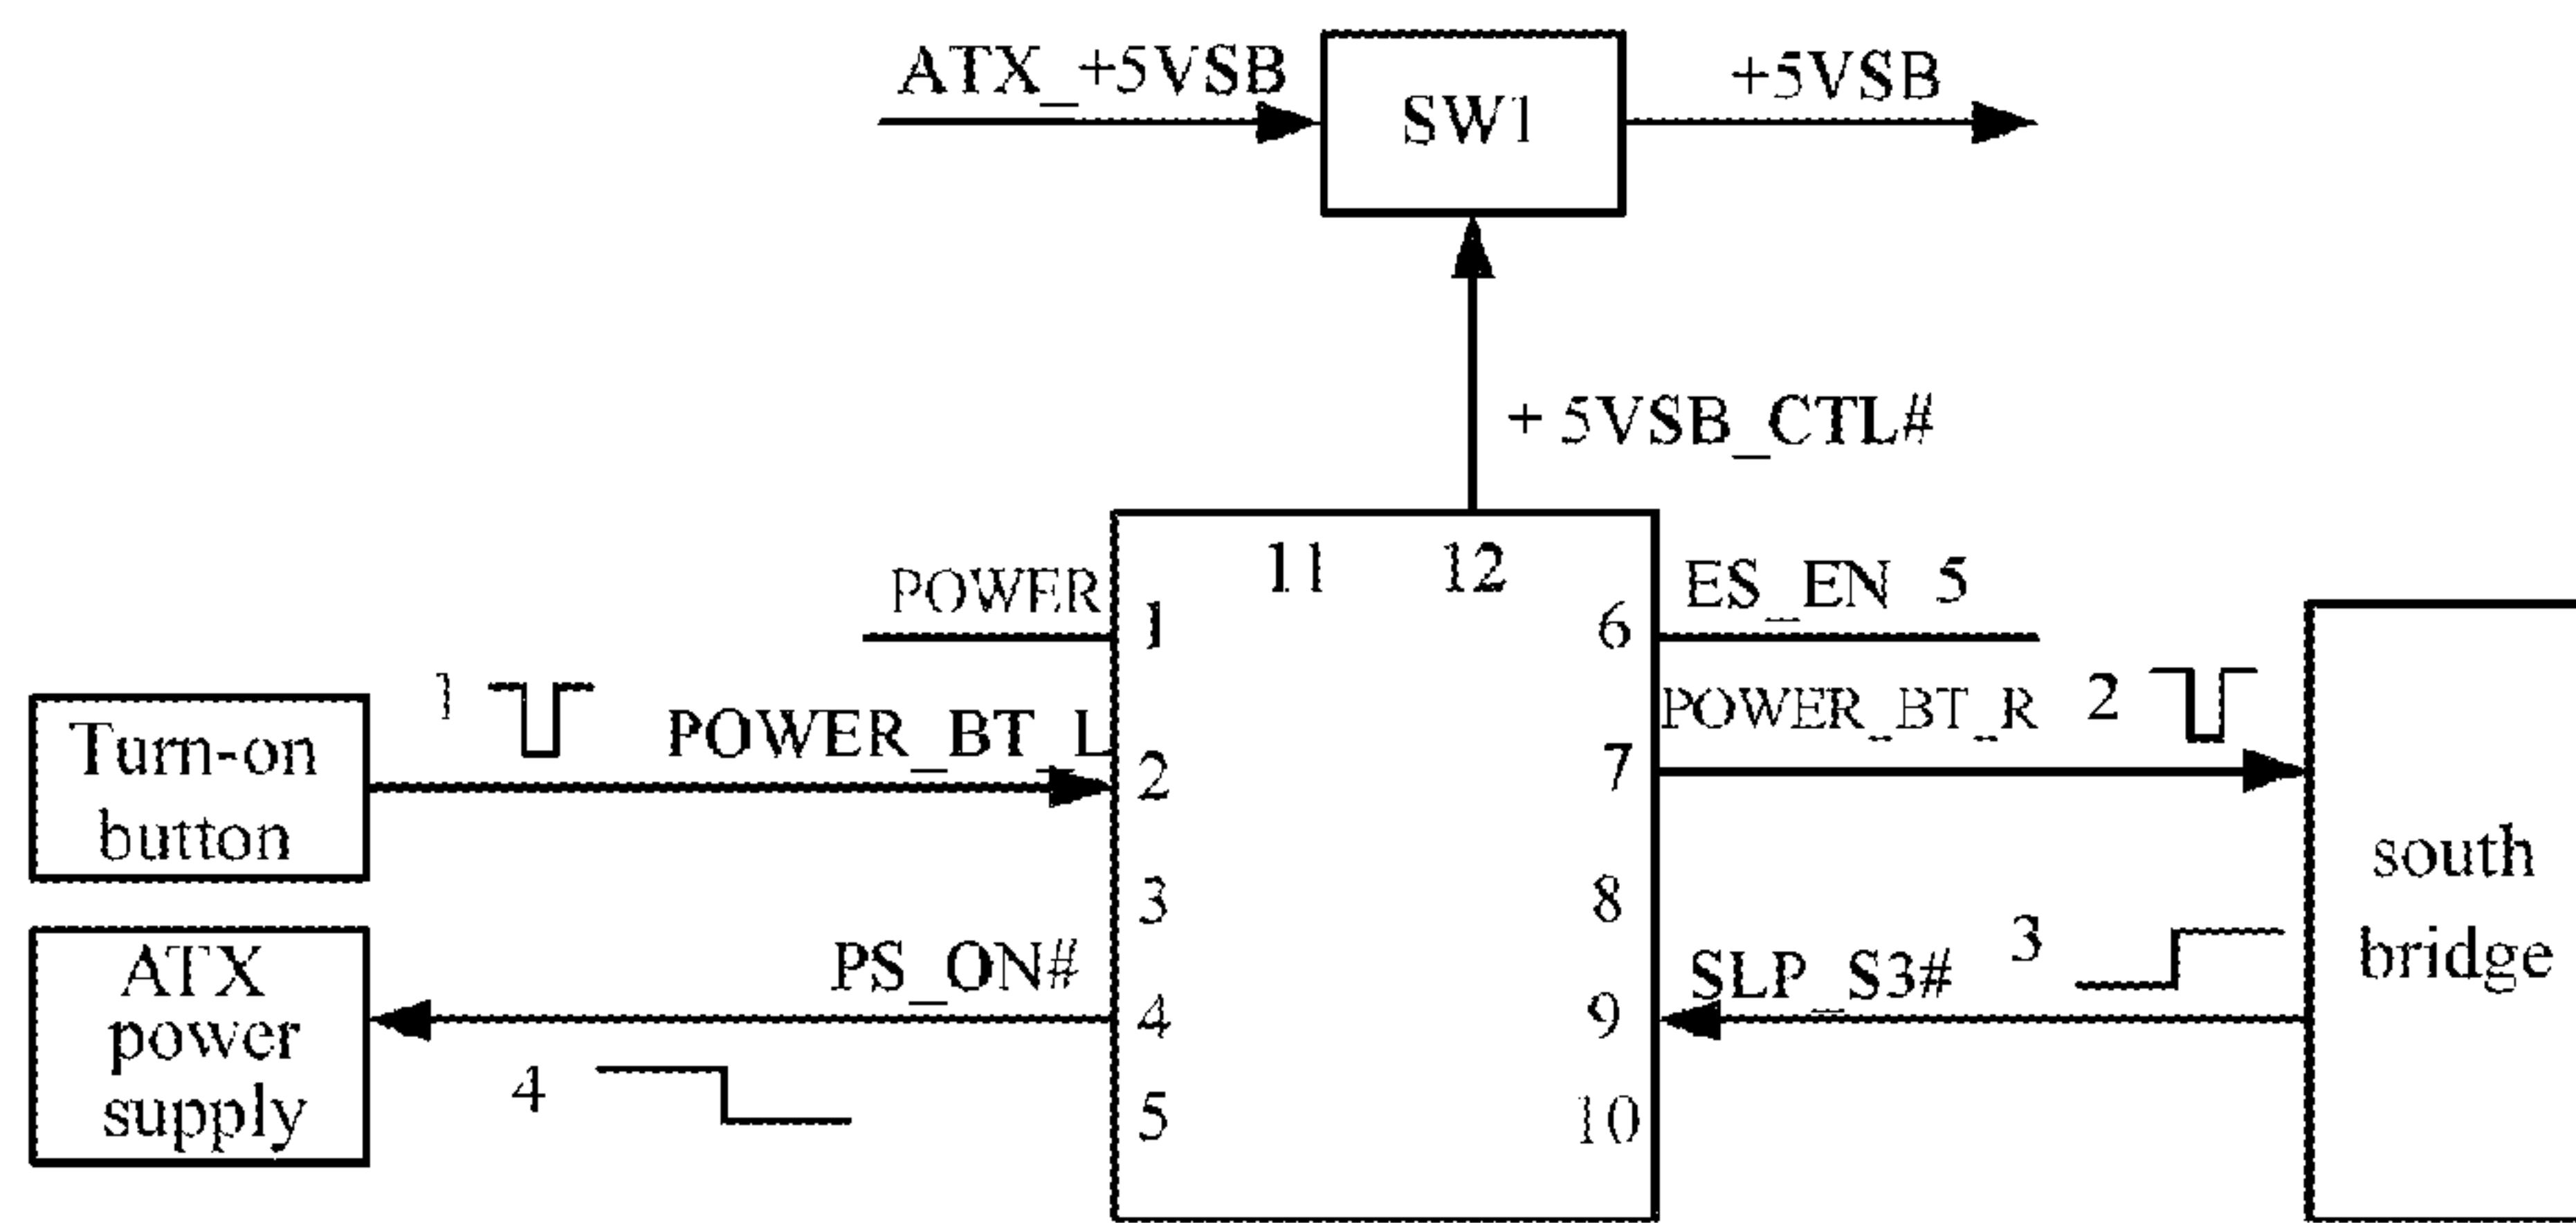 ATX_+5VSB
SW1
+5VSB
+ 5VSB_CTL#
11
12
POWER
1
ES_EN 5
6
1
POWER_BT_L
2
Turn-on
button
POWER_BT_R
2
7
3
8
south
bridge
ATX
power
supply
PS_ON#
4
4
SLP_S3#
3
9
5
10